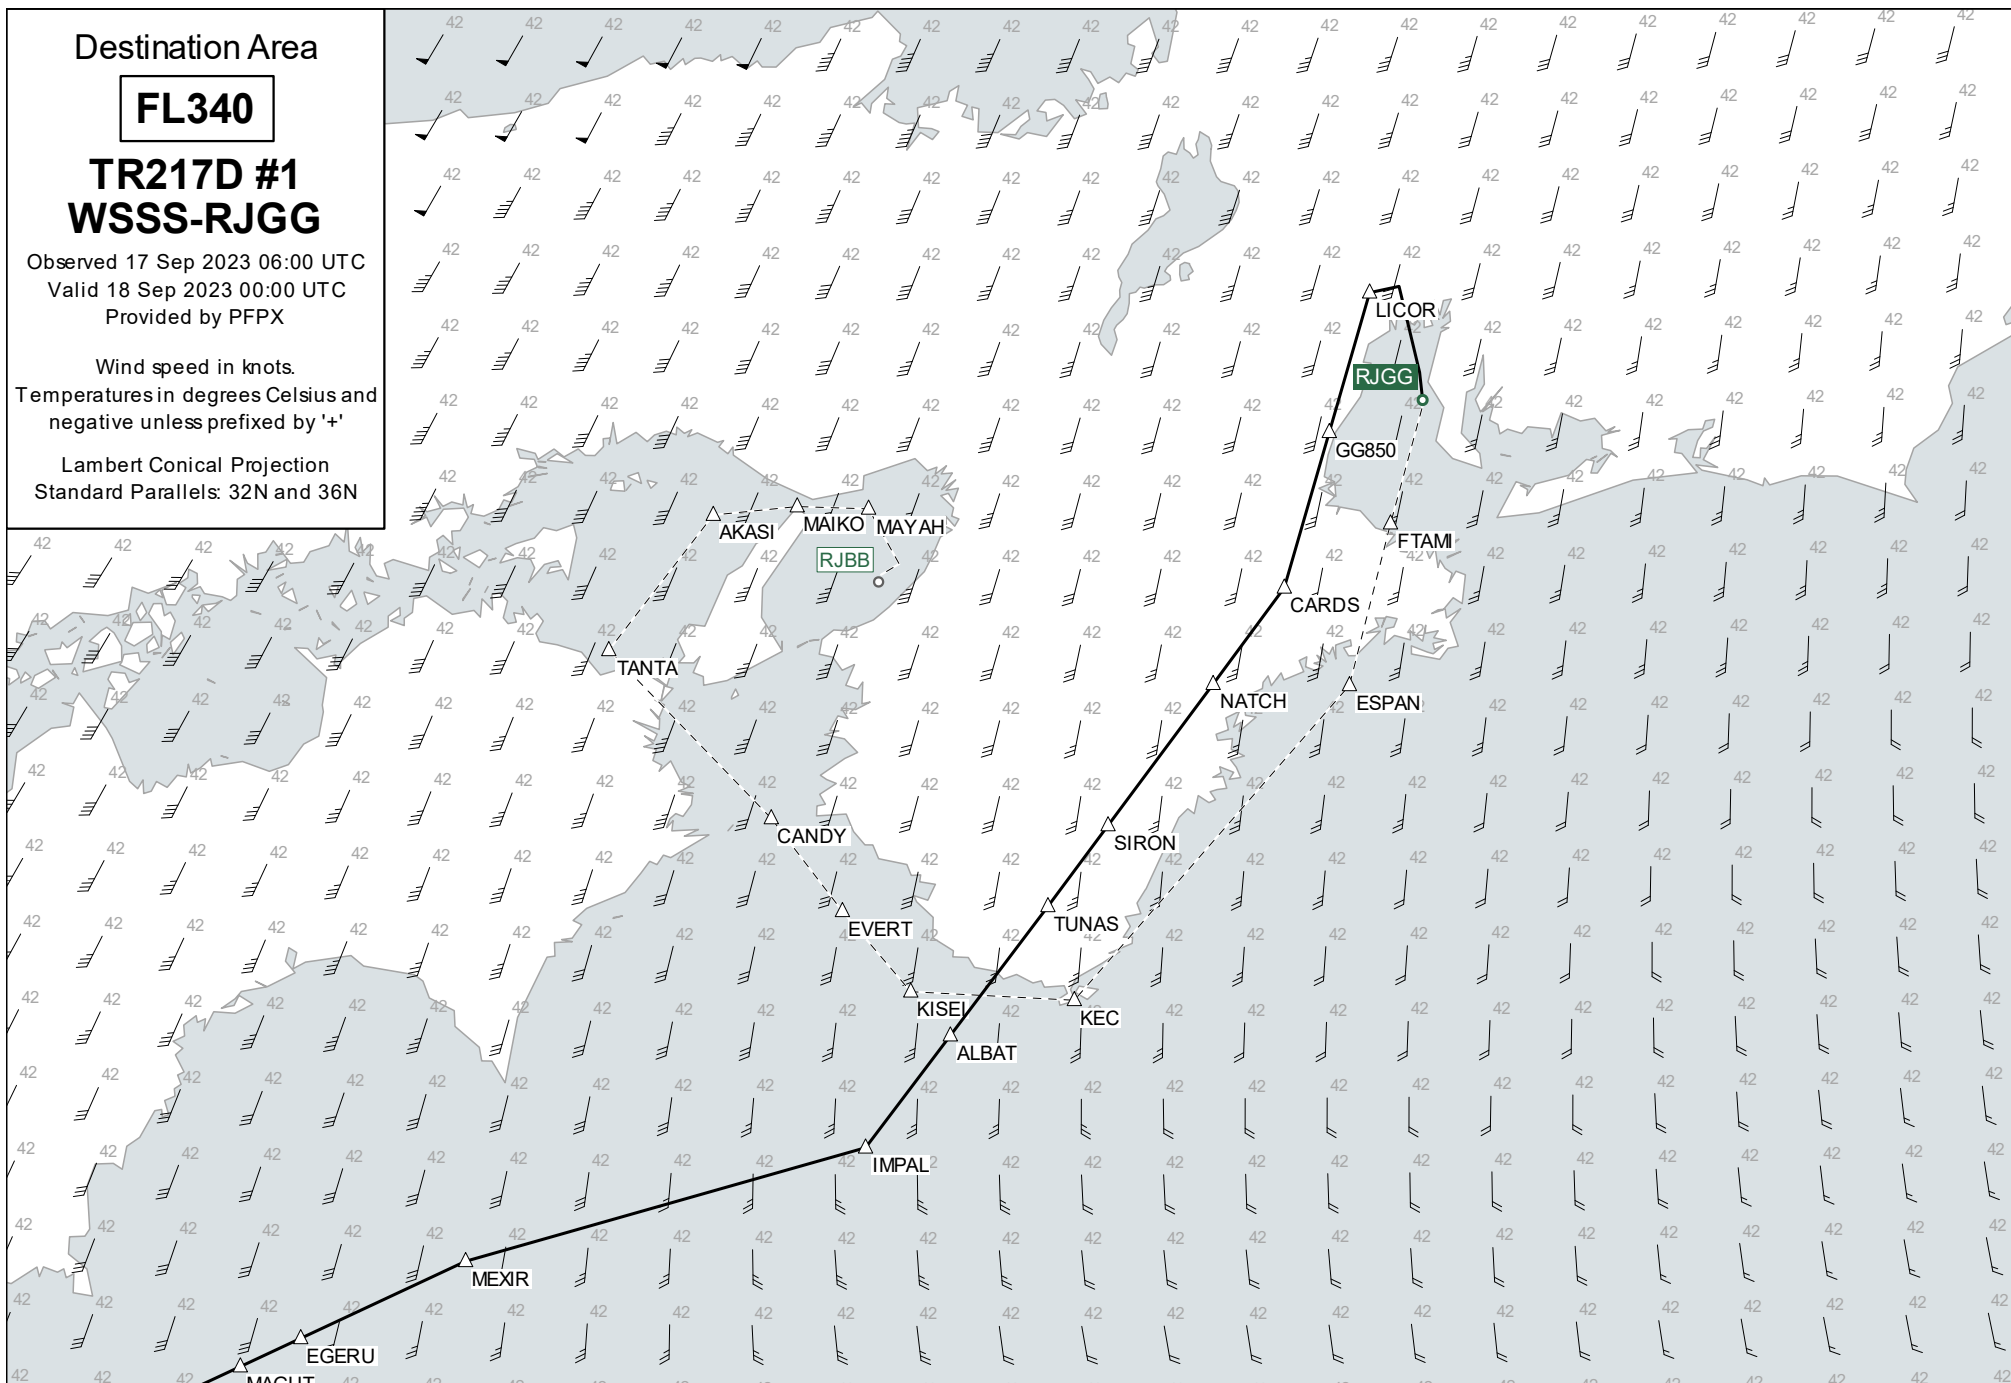 Destination Area
FL340
TR217D #1
WSSS-RJGG
Observed 17 Sep 2023 06:00 UTC
Valid 18 Sep 2023 00:00 UTC
Provided by PFPX
Wind speed in knots.
Temperatures in degrees Celsius and
negative unless prefixed by '+'
Lambert Conical Projection
Standard Parallels: 32N and 36N
42
LICOR
RJGG
GG850
AKASI
MAIKO
MAYAH
FTAMI
RJBB
CARDS
TANTA
NATCH
ESPAN
CANDY
SIRON
EVERT
TUNAS
KISEI
KEC
ALBAT
IMPAL
MEXIR
EGERU